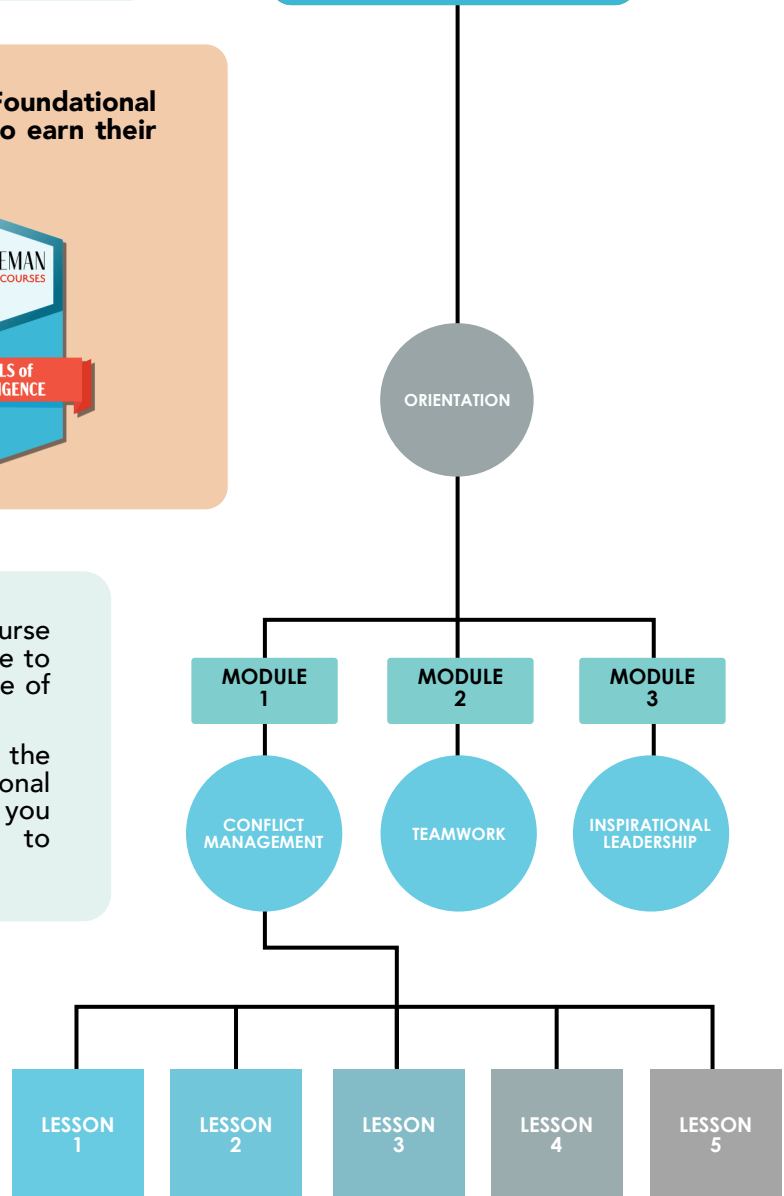 Foundational
o earn their
EMAN
COURSES
LS of
IGENCE
ORIENTATION
urse
e to
e of
the
onal
you
to
MODULE
1
MODULE
2
MODULE
3
CONFLICT
MANAGEMENT
TEAMWORK
INSPIRATIONAL
LEADERSHIP
LESSON
1
LESSON
2
LESSON
3
LESSON
4
LESSON
5